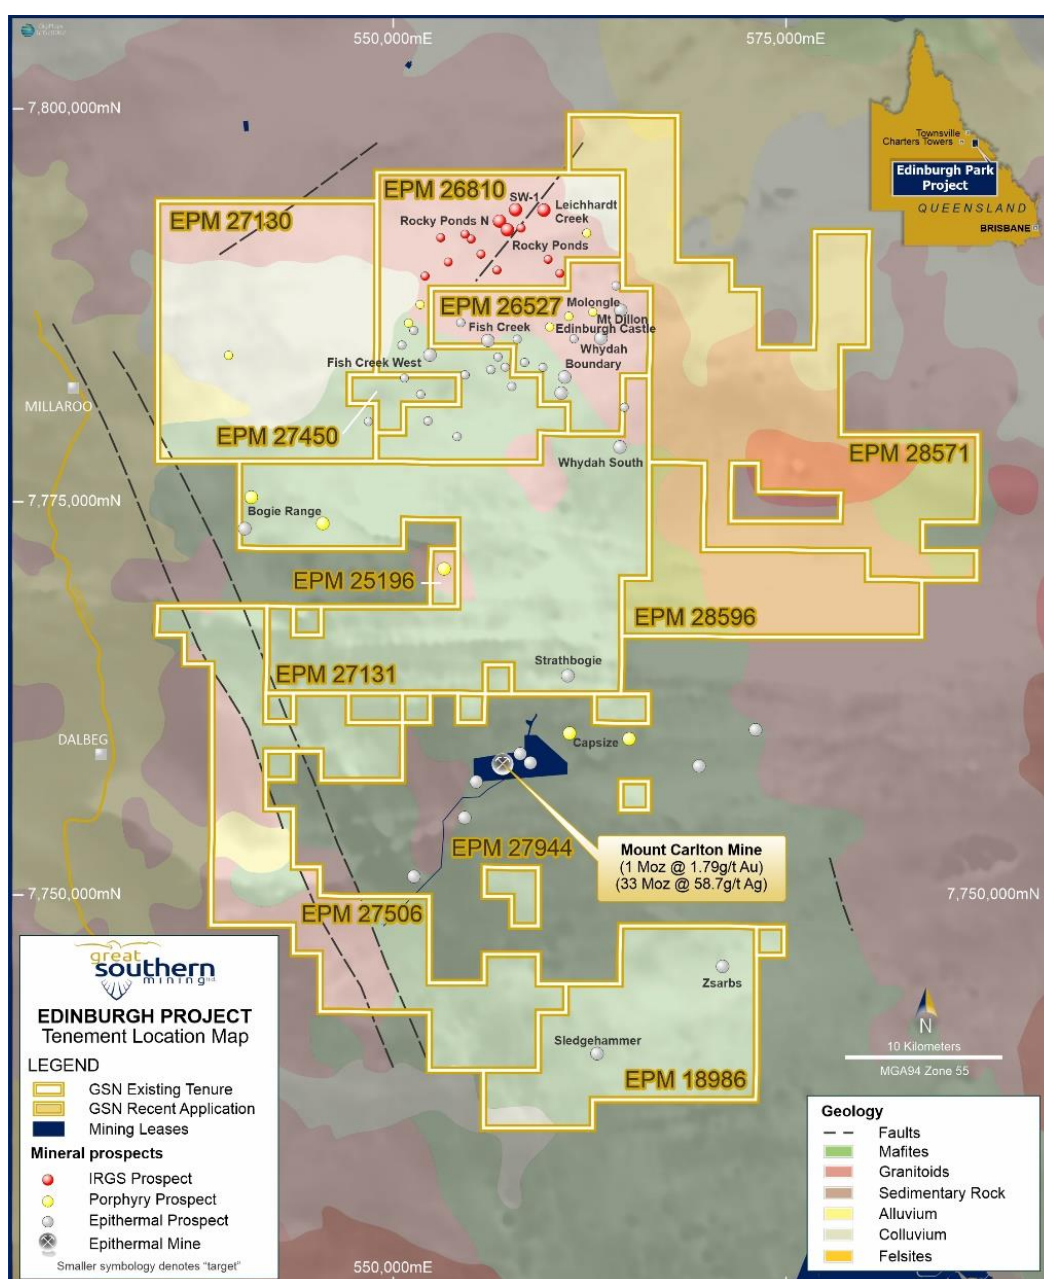 550,000mE
575,000mE
7,800,000mN
Townsville
Charters Towers
Edinburgh Park
Project
QUEENSLAND
BRISBANE
EPM 26810
EPM 27130
SW-1
Leichhardt
Creek
Rocky Ponds N
Rocky Ponds
EPM 26527
Molongle
Mt Dillon
Fish Creek
Edinburgh Castle
Whydah
Fish Creek West
Boundary
MILLAROO
EPM 27450
EPM 28571
Whydah South
7,775,000mN
Bogie Range
EPM 25196
EPM 28596
Strathbogie
EPM 27131
DALBEG
Capsize
EPM 27944
Mount Carlton Mine
(1 Moz @ 1.79g/t Au)
(33 Moz @ 58.7g/t Ag)
7,750,000mN
7,750,000mN
EPM 27506
Zsarbs
Sledgehammer
EPM 18986
great
southern
mining
EDINBURGH PROJECT
Tenement Location Map
LEGEND
GSN Existing Tenure
GSN Recent Application
Mining Leases
Mineral prospects
IRGS Prospect
Porphyry Prospect
Epithermal Prospect
Epithermal Mine
Smaller symbology denotes "target"
N
10 Kilometers
MGA94 Zone 55
Geology
Faults
Mafites
Granitoids
Sedimentary Rock
Alluvium
Colluvium
Felsites
550,000mE